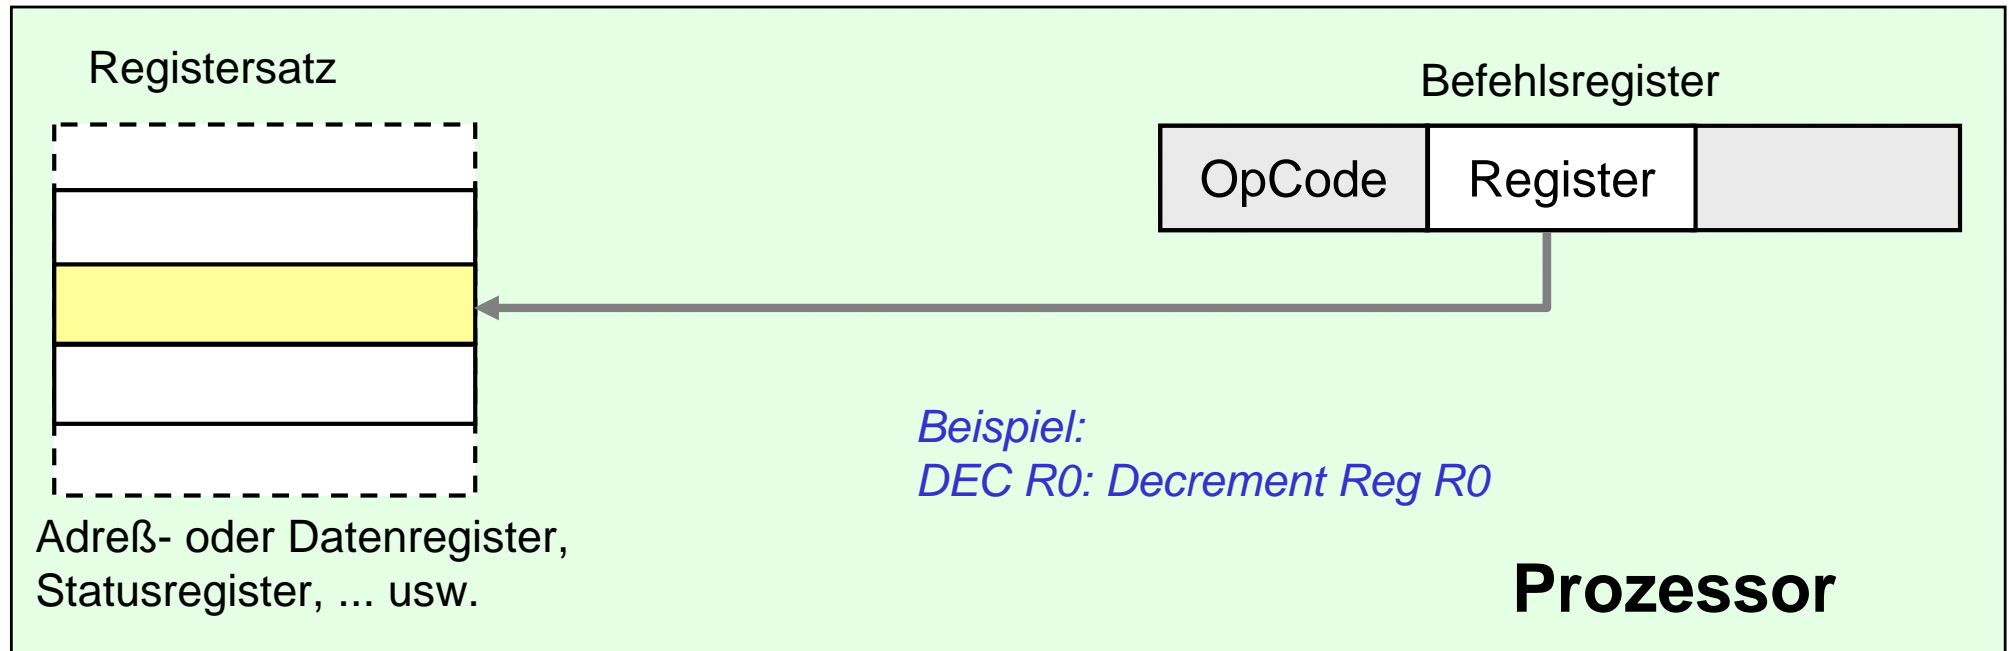 Registersatz
Befehlsregister
OpCode
Register
Beispiel:
DEC R0: Decrement Reg R0
Adreß- oder Datenregister,
Statusregister, ... usw.
Prozessor